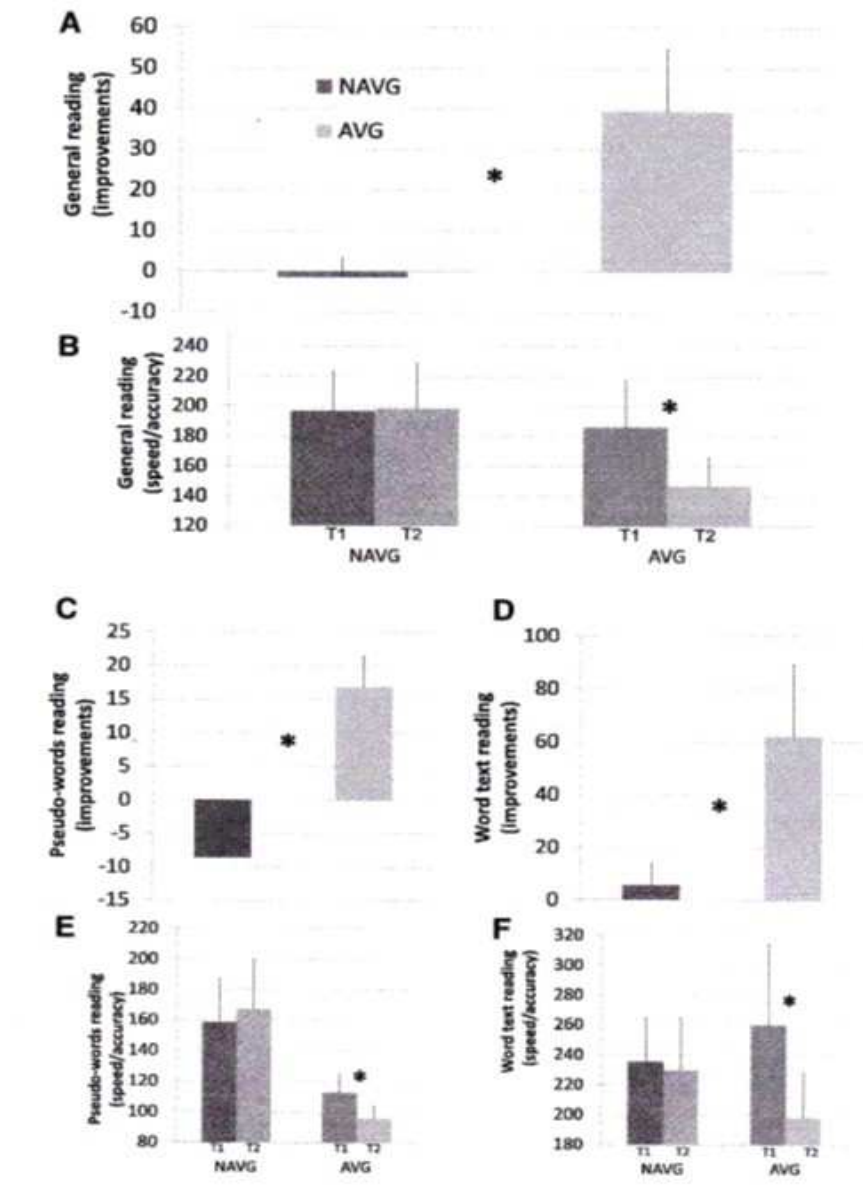 A
General reading
(improvements)
60
50
40
30
20
10
0
-10
NAVG
AVG
*
B
General reading
(speed/accuracy)
240
220
200
180
160
140
120
*
T1 T2 T1 T2
NAVG AVG
C
Pseudo-words reading
(improvements)
25
20
15
10
5
0
-5
-10
-15
*
D
Word text reading
(improvements)
100
80
60
40
20
0
*
E
Pseudo-words reading
(speed/accuracy)
220
200
180
160
140
120
100
80
*
T1 T2 T1 T2
NAVG AVG
F
Word text reading
(speed/accuracy)
320
300
280
260
240
220
200
180
*
T1 T2 T1 T2
NAVG AVG